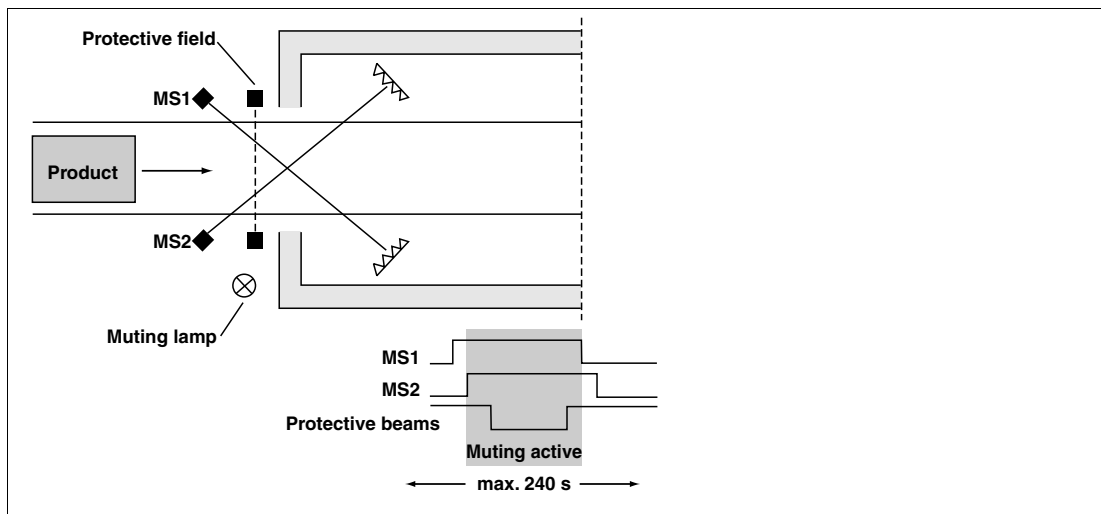 Protective field
MS1
Product
MS2
Muting lamp
MS1
MS2
Protective beams
Muting active
max. 240 s